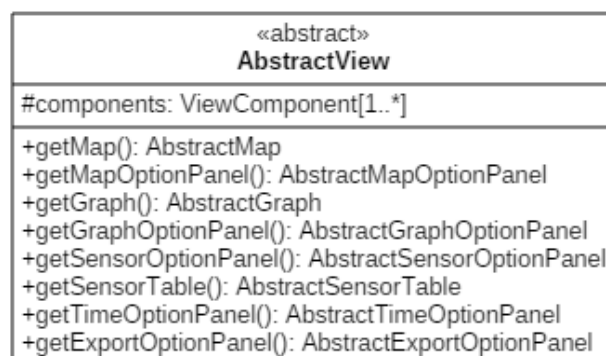 «abstract»
AbstractView
#components: ViewComponent[1..*]
+getMap(): AbstractMap
+getMapOptionPanel(): AbstractMapOptionPanel
+getGraph(): AbstractGraph
+getGraphOptionPanel(): AbstractGraphOptionPanel
+getSensorOptionPanel(): AbstractSensorOptionPanel
+getSensorTable(): AbstractSensorTable
+getTimeOptionPanel(): AbstractTimeOptionPanel
+getExportOptionPanel(): AbstractExportOptionPanel